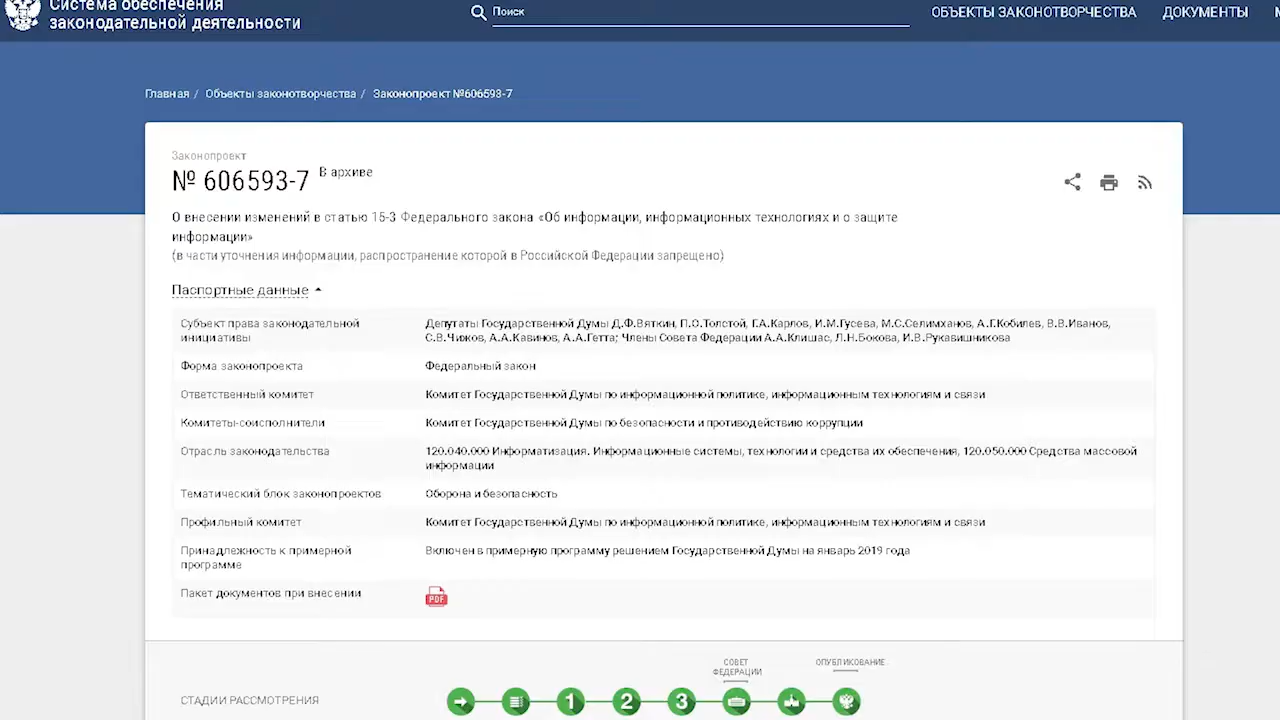 Система обеспечения
законодательной деятельности
Поиск
ОБЪЕКТЫ ЗАКОНОТВОРЧЕСТВА ДОКУМЕНТЫ
Главная / Объекты законотворчества / Законопроект №606593-7
Законопроект
№ 606593-7 В архиве
О внесении изменений в статью 15-3 Федерального закона «Об информации, информационных технологиях и о защите
информации»
(в части уточнения информации, распространение которой в Российской Федерации запрещено)
Паспортные данные
Субъект права законодательной
инициативы
Депутаты Государственной Думы Д.Ф.Вяткин, П.О.Толстой, Г.А.Карлов, И.М.Гусева, М.С.Селимханов, А.Г.Кобилев, В.В.Иванов,
С.В.Чижов, А.А.Кавинов, А.А.Гетта; Члены Совета Федерации А.А.Клишас, Л.Н.Бокова, И.В.Рукавишникова
Форма законопроекта Федеральный закон
Ответственный комитет Комитет Государственной Думы по информационной политике, информационным технологиям и связи
Комитеты-соисполнители Комитет Государственной Думы по безопасности и противодействию коррупции
Отрасль законодательства 120.040.000 Информатизация. Информационные системы, технологии и средства их обеспечения, 120.050.000 Средства массовой
информации
Тематический блок законопроектов Оборона и безопасность
Профильный комитет Комитет Государственной Думы по информационной политике, информационным технологиям и связи
Принадлежность к примерной
программе
Включен в примерную программу решением Государственной Думы на январь 2019 года
Пакет документов при внесении PDF
СОВЕТ
ФЕДЕРАЦИИ
ОПУБЛИКОВАНИЕ
СТАДИИ РАССМОТРЕНИЯ 1 2 3